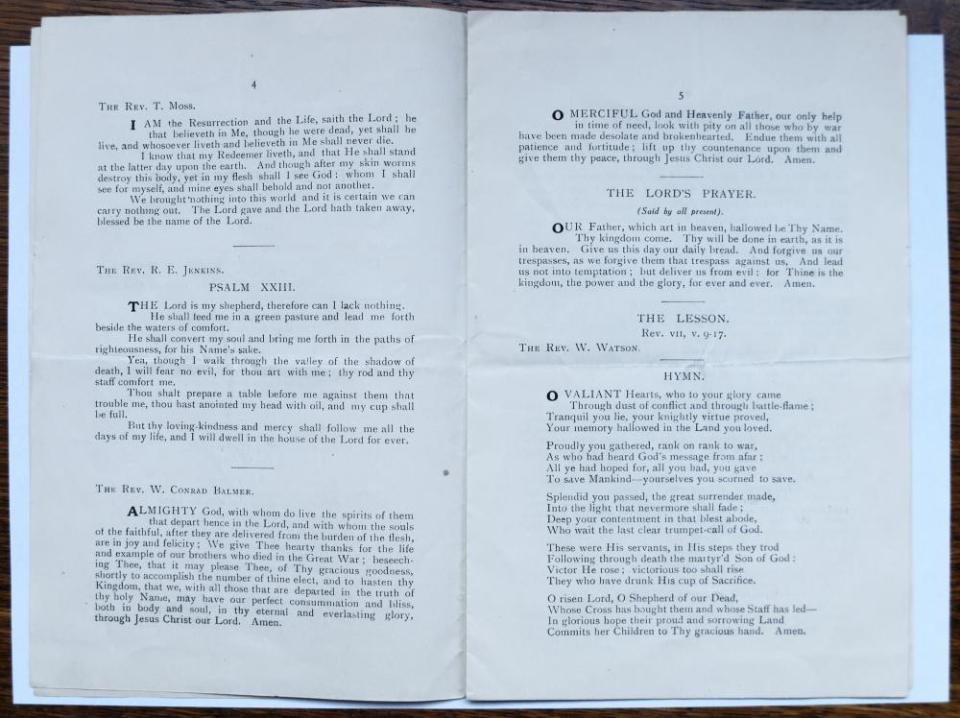 4
The Rev. T. Moss.
I AM the Resurrection and the Life, saith the Lord; he
that believeth in Me, though he were dead, yet shall he
live, and whosoever liveth and believeth in Me shall never die.
I know that my Redeemer liveth, and that He shall stand
at the latter day upon the earth. And though after my skin worms
destroy this body, yet in my flesh shall I see God: whom I shall
see for myself, and mine eyes shall behold and not another.
We brought nothing into this world and it is certain we can
carry nothing out. The Lord gave and the Lord hath taken away,
blessed be the name of the Lord.
The Rev. R. E. Jenkins.
PSALM XXIII.
THE Lord is my shepherd, therefore can I lack nothing.
He shall feed me in a green pasture and lead me forth
beside the waters of comfort.
He shall convert my soul and bring me forth in the paths of
righteousness, for his Name's sake.
Yea, though I walk through the valley of the shadow of
death, I will fear no evil, for thou art with me; thy rod and thy
staff comfort me.
Thou shalt prepare a table before me against them that
trouble me, thou hast anointed my head with oil, and my cup shall
be full.
But thy loving-kindness and mercy shall follow me all the
days of my life, and I will dwell in the house of the Lord for ever.
The Rev. W. Conrad Balmer.
ALMIGHTY God, with whom do live the spirits of them
that depart hence in the Lord, and with whom the souls
of the faithful, after they are delivered from the burden of the flesh,
are in joy and felicity; We give Thee hearty thanks for the life
and example of our brothers who died in the Great War; beseech-
ing Thee, that it may please Thee, of Thy gracious goodness,
shortly to accomplish the number of thine elect, and to hasten thy
Kingdom, that we, with all those that are departed in the truth of
thy holy Name, may have our perfect consummation and bliss,
both in body and soul, in thy eternal and everlasting glory,
through Jesus Christ our Lord. Amen.
5
O MERCIFUL God and Heavenly Father, our only help
in time of need, look with pity on all those who by war
have been made desolate and brokenhearted. Endue them with all
patience and fortitude; lift up thy countenance upon them and
give them thy peace, through Jesus Christ our Lord. Amen.
THE LORD'S PRAYER.
(Said by all present).
OUR Father, which art in heaven, hallowed be Thy Name.
Thy kingdom come. Thy will be done in earth, as it is
in heaven. Give us this day our daily bread. And forgive us our
trespasses, as we forgive them that trespass against us. And lead
us not into temptation; but deliver us from evil: for Thine is the
kingdom, the power and the glory, for ever and ever. Amen.
THE LESSON.
Rev. vii, v. 9-17.
The Rev. W. Watson.
HYMN.
O VALIANT Hearts, who to your glory came
Through dust of conflict and through battle-flame;
Tranquil you lie, your knightly virtue proved,
Your memory hallowed in the Land you loved.
Proudly you gathered, rank on rank to war,
As who had heard God's message from afar;
All ye had hoped for, all you had, you gave
To save Mankind—yourselves you scorned to save.
Splendid you passed, the great surrender made,
Into the light that nevermore shall fade;
Deep your contentment in that blest abode,
Who wait the last clear trumpet-call of God.
These were His servants, in His steps they trod
Following through death the martyr'd Son of God:
Victor He rose; victorious too shall rise
They who have drunk His cup of Sacrifice.
O risen Lord, O Shepherd of our Dead,
Whose Cross has bought them and whose Staff has led—
In glorious hope their proud and sorrowing Land
Commits her Children to Thy gracious hand. Amen.